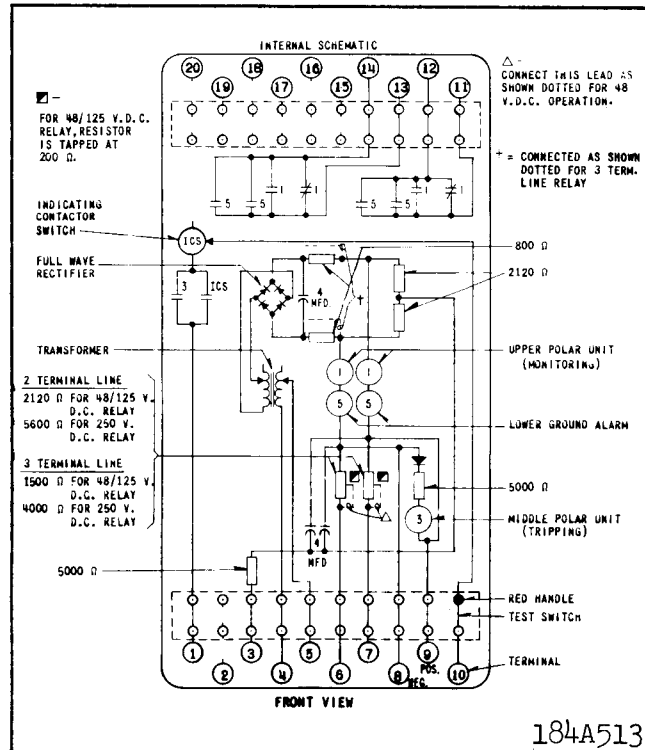 INTERNAL SCHEMATIC
20 18 16 14 12
19 17 15 13 11
◪ -
FOR 48/125 V.D.C.
RELAY, RESISTOR
IS TAPPED AT
200 Ω.
△ -
CONNECT THIS LEAD AS
SHOWN DOTTED FOR 48
V.D.C. OPERATION.
† = CONNECTED AS SHOWN
DOTTED FOR 3 TERM.
LINE RELAY
5 5 1 1
5 5 1 1
INDICATING
CONTACTOR
SWITCH
ICS
3 ICS
FULL WAVE
RECTIFIER
4
MFD.
†
800 Ω
2120 Ω
TRANSFORMER
1 1
UPPER POLAR UNIT
(MONITORING)
5 5
LOWER GROUND ALARM
2 TERMINAL LINE
2120 Ω FOR 48/125 V.
D.C. RELAY
5600 Ω FOR 250 V.
D.C. RELAY
3 TERMINAL LINE
1500 Ω FOR 48/125 V.
D.C. RELAY
4000 Ω FOR 250 V.
D.C. RELAY
5000 Ω
△
3
MIDDLE POLAR UNIT
(TRIPPING)
4
MFD
5000 Ω
RED HANDLE
TEST SWITCH
1 3 5 7 9 POS.
2 4 6 8 NEG. 10
TERMINAL
FRONT VIEW
184A513